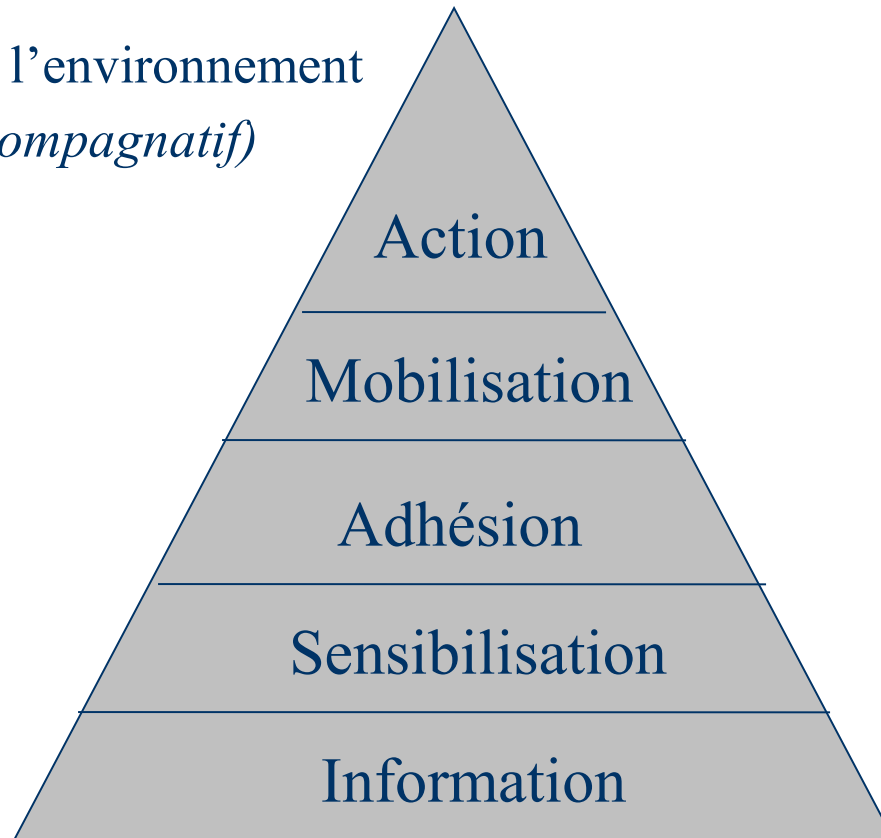 l’environnement
ompagnatif)
Action
Mobilisation
Adhésion
Sensibilisation
Information